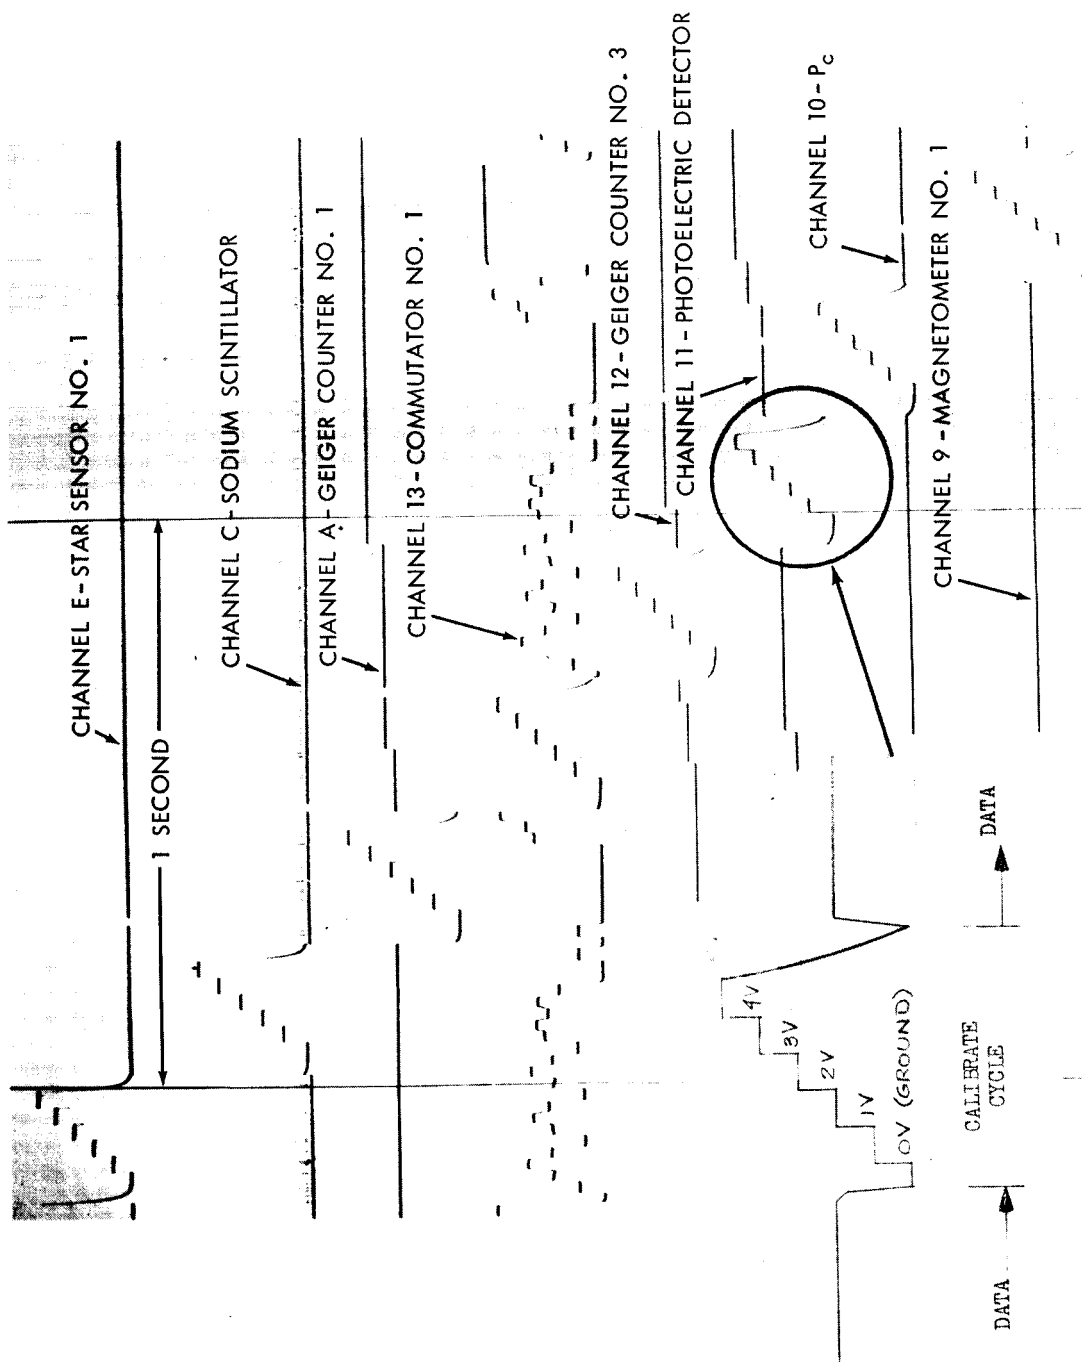 CHANNEL E-STAR SENSOR NO. 1
1 SECOND
CHANNEL C-SODIUM SCINTILLATOR
CHANNEL A-GEIGER COUNTER NO. 1
CHANNEL 13-COMMUTATOR NO. 1
CHANNEL 12-GEIGER COUNTER NO. 3
CHANNEL 11-PHOTOELECTRIC DETECTOR
CHANNEL 10-Pc
CHANNEL 9-MAGNETOMETER NO. 1
4V
3V
2V
1V
0V (GROUND)
DATA
CALIBRATE
CYCLE
DATA